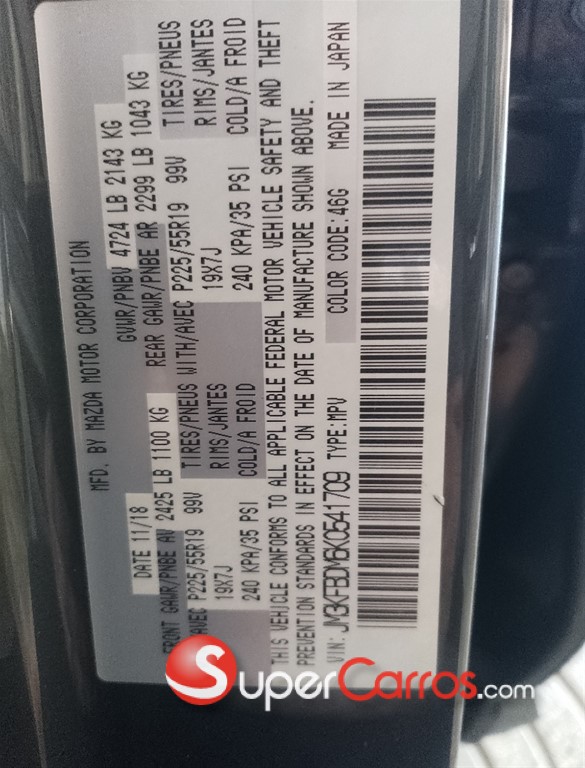 MFD. BY MAZDA MOTOR CORPORATION
DATE 11/18 GVWR/PNBV 4724 LB 2143 KG
FRONT GAWR/PNBE AV 2425 LB 1100 KG REAR GAWR/PNBE AR 2299 LB 1043 KG
/AVEC P225/55R19 99V TIRES/PNEUS WITH/AVEC P225/55R19 99V TIRES/PNEUS
19X7J RIMS/JANTES 19X7J RIMS/JANTES
240 KPA/35 PSI COLD/A FROID 240 KPA/35 PSI COLD/A FROID
THIS VEHICLE CONFORMS TO ALL APPLICABLE FEDERAL MOTOR VEHICLE SAFETY AND THEFT
PREVENTION STANDARDS IN EFFECT ON THE DATE OF MANUFACTURE SHOWN ABOVE.
VIN: JM3KFBDM6K0541709 TYPE:MPV COLOR CODE:46G MADE IN JAPAN
SuperCarros.com